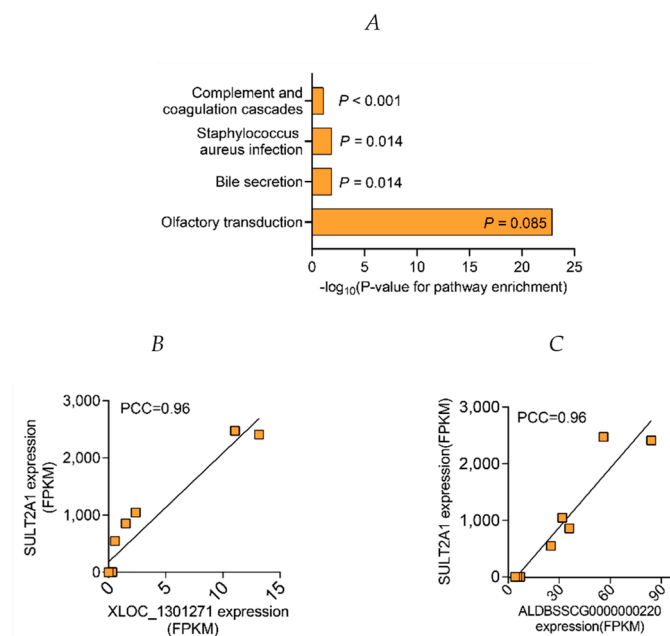 A
Complement and
coagulation cascades
P < 0.001
Staphylococcus
aureus infection
P = 0.014
Bile secretion
P = 0.014
Olfactory transduction
P = 0.085
0 5 10 15 20 25
-log10(P-value for pathway enrichment)
B
PCC=0.96
SULT2A1 expression
(FPKM)
3,000
2,000
1,000
0
0 5 10 15
XLOC_1301271 expression
(FPKM)
C
PCC=0.96
SULT2A1 expression(FPKM)
3,000
2,000
1,000
0
0 30 60 90
ALDBSSCG0000000220
expression(FPKM)